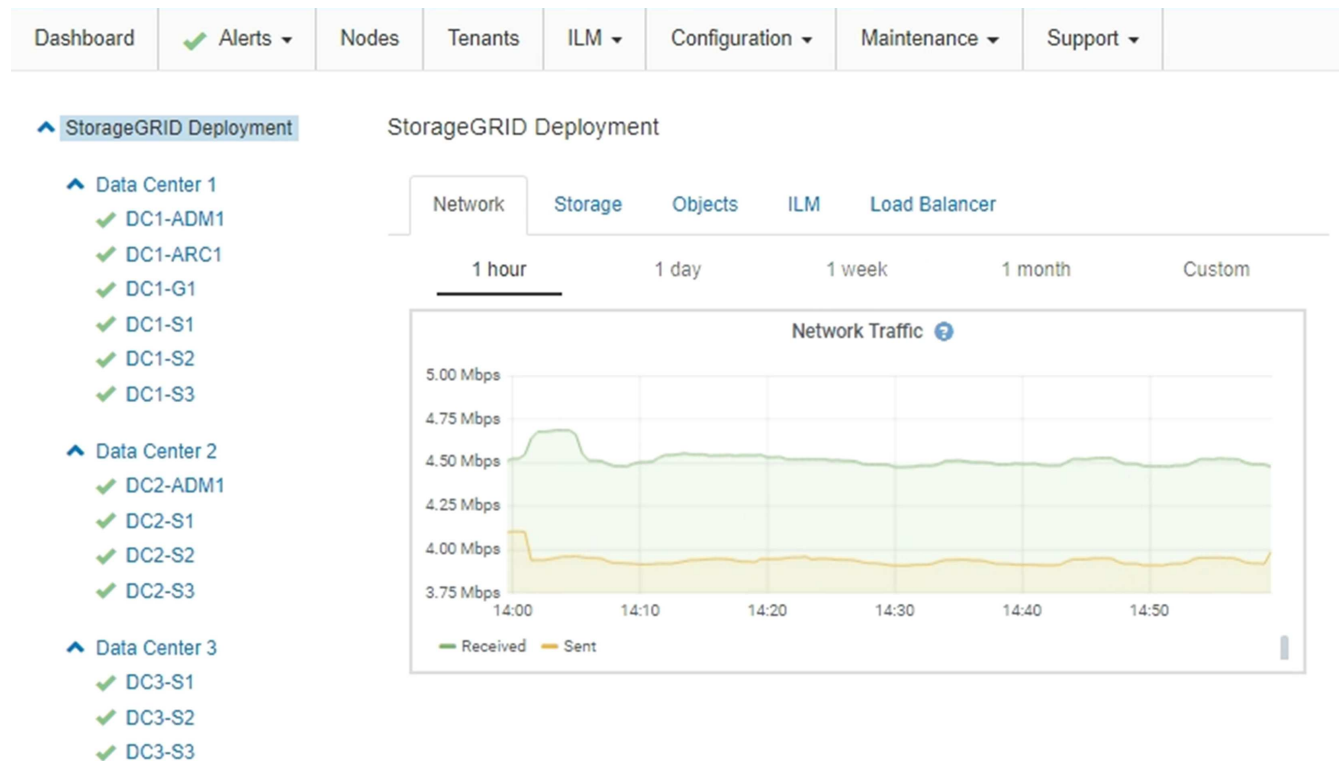 Dashboard Alerts Nodes Tenants ILM Configuration Maintenance Support
StorageGRID Deployment
Data Center 1
DC1-ADM1
DC1-ARC1
DC1-G1
DC1-S1
DC1-S2
DC1-S3
Data Center 2
DC2-ADM1
DC2-S1
DC2-S2
DC2-S3
Data Center 3
DC3-S1
DC3-S2
DC3-S3
StorageGRID Deployment
Network Storage Objects ILM Load Balancer
1 hour 1 day 1 week 1 month Custom
Network Traffic ?
5.00 Mbps
4.75 Mbps
4.50 Mbps
4.25 Mbps
4.00 Mbps
3.75 Mbps
14:00 14:10 14:20 14:30 14:40 14:50
Received Sent